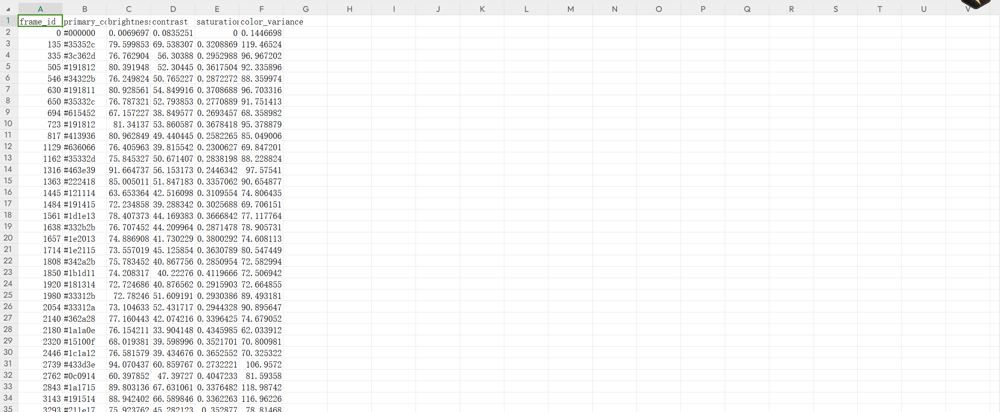 A B C D E F G H I J K L M N O P Q R S T U V
1 frame_id primary_co brightness contrast saturation color_variance
2 0 #000000 0.0069697 0.0835251 0 0.1446698
3 135 #35352c 79.599853 69.538307 0.3208869 119.46524
4 335 #3c362d 76.762904 56.30388 0.2952988 96.967202
5 505 #191812 80.391948 52.30445 0.3617504 92.335896
6 546 #34322b 76.249824 50.765227 0.2872272 88.359974
7 630 #191811 80.928561 54.849916 0.3708688 96.703316
8 650 #35332c 76.787321 52.793853 0.2770889 91.751413
9 694 #615452 67.157227 38.849577 0.2693457 68.358982
10 723 #191812 81.34137 53.860587 0.3678418 95.378879
11 817 #413936 80.962849 49.440445 0.2582265 85.049006
12 1129 #636066 76.405963 39.815542 0.2300627 69.847201
13 1162 #35332d 75.845327 50.671407 0.2838198 88.228824
14 1316 #463e39 91.664737 56.153173 0.2446342 97.57541
15 1363 #222418 85.005011 51.847183 0.3357062 90.654877
16 1445 #121114 63.653364 42.516098 0.3109554 74.806435
17 1484 #191415 72.234858 39.288342 0.3025688 69.706151
18 1561 #1d1e13 78.407373 44.169383 0.3666842 77.117764
19 1638 #332b2b 76.707452 44.209964 0.2871478 78.905731
20 1657 #1e2013 74.886908 41.730229 0.3800292 74.608113
21 1714 #1e2115 73.557019 45.125854 0.3630789 80.547449
22 1808 #342a2b 75.783452 40.867756 0.2850954 72.582994
23 1850 #1b1d11 74.208317 40.22276 0.4119666 72.506942
24 1920 #181314 72.724686 40.876562 0.2915903 72.664855
25 1980 #33312b 72.78246 51.609191 0.2930386 89.493181
26 2054 #33312a 73.104633 52.431717 0.2944328 90.895647
27 2140 #362a28 77.160443 42.074216 0.3396425 74.679052
28 2180 #1a1a0e 76.154211 33.904148 0.4345985 62.033912
29 2320 #15100f 68.019381 39.598996 0.3521701 70.800981
30 2446 #1c1a12 76.581579 39.434676 0.3652552 70.325322
31 2739 #433d3e 94.070437 60.859767 0.2732221 106.9572
32 2762 #0c0914 60.397852 47.39727 0.4047233 81.59358
33 2843 #1a1715 89.803136 67.631061 0.3376482 118.98742
34 3143 #191514 88.942402 66.589846 0.3362263 116.96226
35 3293 #211e17 75.923762 45.282123 0.352877 78.81468